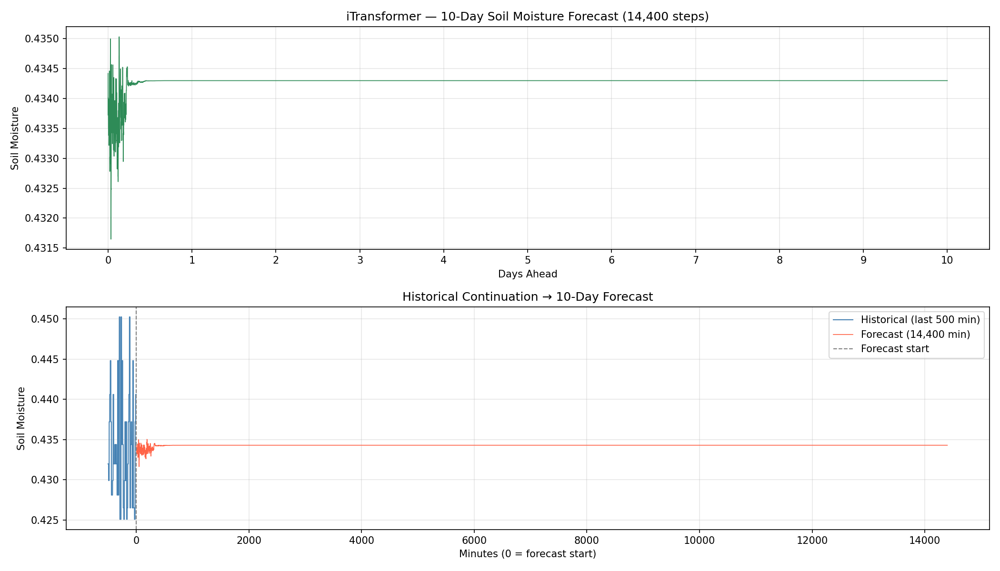 iTransformer — 10-Day Soil Moisture Forecast (14,400 steps)
0.4350
0.4345
0.4340
0.4335
0.4330
0.4325
0.4320
0.4315
Soil Moisture
0 1 2 3 4 5 6 7 8 9 10
Days Ahead
Historical Continuation → 10-Day Forecast
0.450
0.445
0.440
0.435
0.430
0.425
Soil Moisture
Historical (last 500 min)
Forecast (14,400 min)
Forecast start
0 2000 4000 6000 8000 10000 12000 14000
Minutes (0 = forecast start)